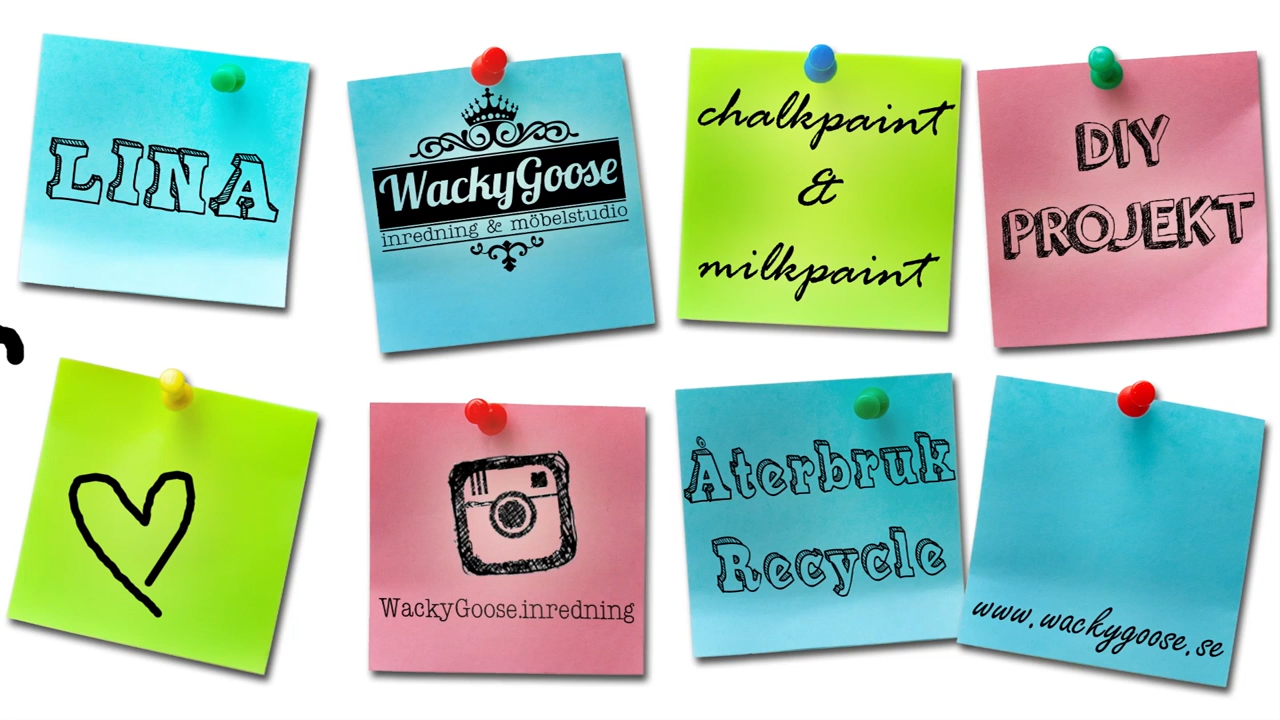 LINA
WackyGoose
inredning & möbelstudio
chalkpaint
&
milkpaint
DIY
PROJEKT
WackyGoose.inredning
Återbruk
Recycle
www.wackygoose.se